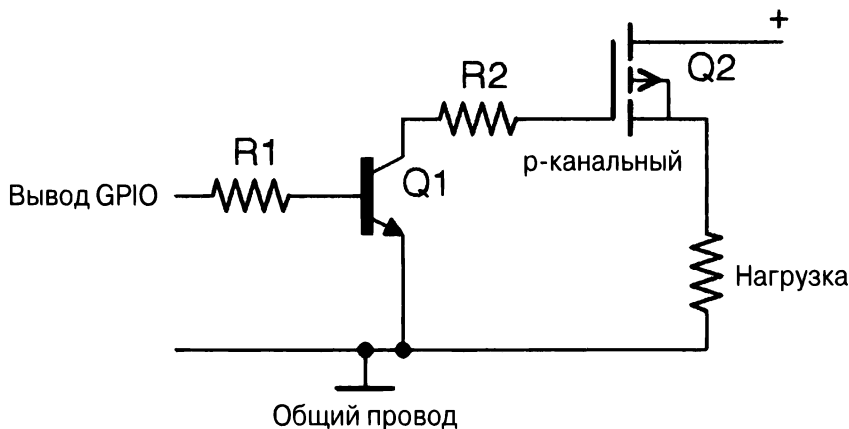 +
Q2
R2
р-канальный
R1
Q1
Вывод GPIO
Нагрузка
Общий провод